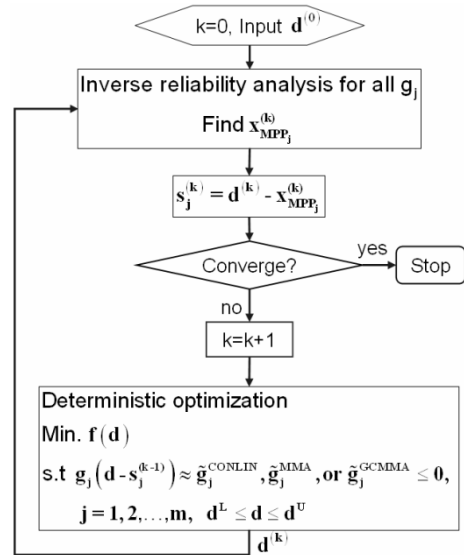 k=0, Input d^(0)
Inverse reliability analysis for all g_j
Find x_MPP_j^(k)
s_j^(k) = d^(k) - x_MPP_j^(k)
Converge?
yes
Stop
no
k=k+1
Deterministic optimization
Min. f(d)
s.t g_j(d - s_j^(k-1)) ≈ g̃_j^CONLIN, g̃_j^MMA, or g̃_j^GCMMA ≤ 0,
j = 1, 2, ..., m, d^L ≤ d ≤ d^U
d^(k)